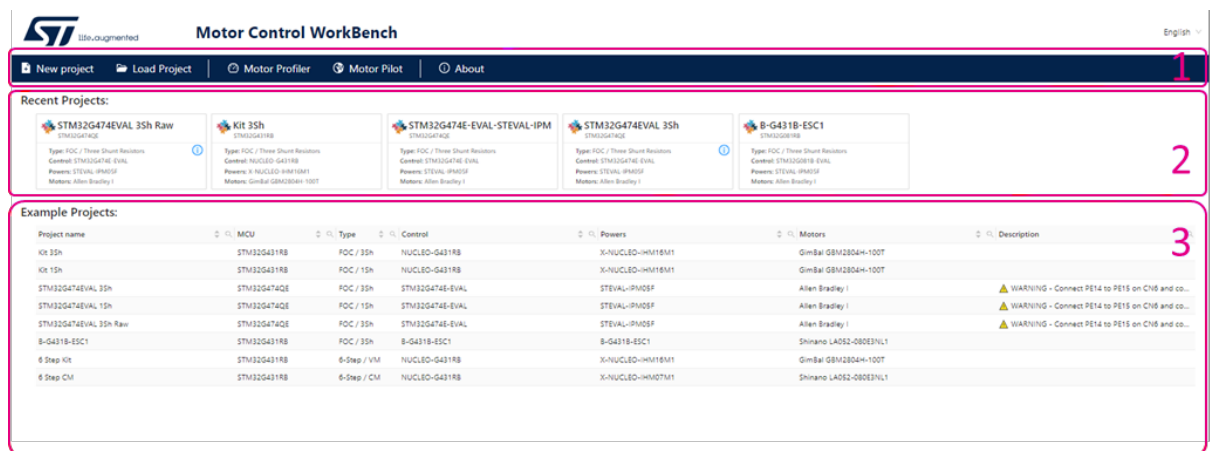 ST life.augmented Motor Control WorkBench English
New project Load Project Motor Profiler Motor Pilot About 1
Recent Projects:
STM32G474EVAL 3Sh Raw
STM32G474QE
Type: FOC / Three Shunt Resistors
Control: STM32G474E-EVAL
Powers: STEVAL-IPM05F
Motors: Allen Bradley I
Kit 3Sh
STM32G431RB
Type: FOC / Three Shunt Resistors
Control: NUCLEO-G431RB
Powers: X-NUCLEO-IHM16M1
Motors: GimBal GBM2804H-100T
STM32G474E-EVAL-STEVAL-IPM
STM32G474QE
Type: FOC / Three Shunt Resistors
Control: STM32G474E-EVAL
Powers: STEVAL-IPM05F
Motors: Allen Bradley I
STM32G474EVAL 3Sh
STM32G474QE
Type: FOC / Three Shunt Resistors
Control: STM32G474E-EVAL
Powers: STEVAL-IPM05F
Motors: Allen Bradley I
B-G431B-ESC1
STM32G081RB
Type: FOC / Three Shunt Resistors
Control: STM32G081B-EVAL
Powers: STEVAL-IPM05F
Motors: Allen Bradley I
2
Example Projects:
Project name MCU Type Control Powers Motors Description
3
Kit 3Sh STM32G431RB FOC / 3Sh NUCLEO-G431RB X-NUCLEO-IHM16M1 GimBal GBM2804H-100T
Kit 1Sh STM32G431RB FOC / 1Sh NUCLEO-G431RB X-NUCLEO-IHM16M1 GimBal GBM2804H-100T
STM32G474EVAL 3Sh STM32G474QE FOC / 3Sh STM32G474E-EVAL STEVAL-IPM05F Allen Bradley I WARNING - Connect PE14 to PE15 on CN6 and co...
STM32G474EVAL 1Sh STM32G474QE FOC / 1Sh STM32G474E-EVAL STEVAL-IPM05F Allen Bradley I WARNING - Connect PE14 to PE15 on CN6 and co...
STM32G474EVAL 3Sh Raw STM32G474QE FOC / 3Sh STM32G474E-EVAL STEVAL-IPM05F Allen Bradley I WARNING - Connect PE14 to PE15 on CN6 and co...
B-G431B-ESC1 STM32G431RB FOC / 3Sh B-G431B-ESC1 B-G431B-ESC1 Shinano LA052-080E3NL1
6 Step Kit STM32G431RB 6-Step / VM NUCLEO-G431RB X-NUCLEO-IHM16M1 GimBal GBM2804H-100T
6 Step CM STM32G431RB 6-Step / CM NUCLEO-G431RB X-NUCLEO-IHM07M1 Shinano LA052-080E3NL1